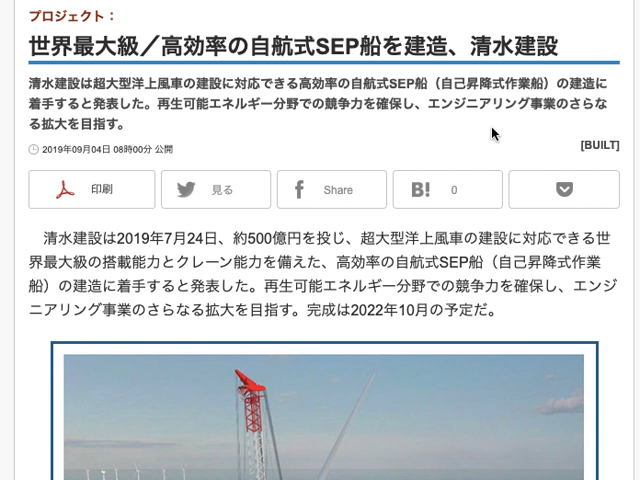 プロジェクト：
世界最大級／高効率の自航式SEP船を建造、清水建設
清水建設は超大型洋上風車の建設に対応できる高効率の自航式SEP船（自己昇降式作業船）の建造に
着手すると発表した。再生可能エネルギー分野での競争力を確保し、エンジニアリング事業のさらな
る拡大を目指す。
2019年09月04日 08時00分 公開
[BUILT]
印刷
見る
Share
B! 0
　清水建設は2019年7月24日、約500億円を投じ、超大型洋上風車の建設に対応できる世
界最大級の搭載能力とクレーン能力を備えた、高効率の自航式SEP船（自己昇降式作業
船）の建造に着手すると発表した。再生可能エネルギー分野での競争力を確保し、エンジ
ニアリング事業のさらなる拡大を目指す。完成は2022年10月の予定だ。